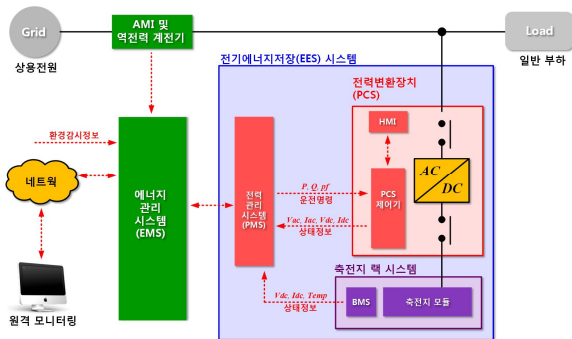 Grid
상용전원
AMI 및
역전력 계전기
Load
일반 부하
전기에너지저장(EES) 시스템
전력변환장치
(PCS)
HMI
AC
DC
환경감시정보
네트웍
에너지
관리
시스템
(EMS)
전력
관리
시스템
(PMS)
P, Q, pf
운전명령
PCS
제어기
Vac, Iac, Vdc, Idc
상태정보
축전지 랙 시스템
Vdc, Idc, Temp
상태정보
BMS
축전지 모듈
원격 모니터링